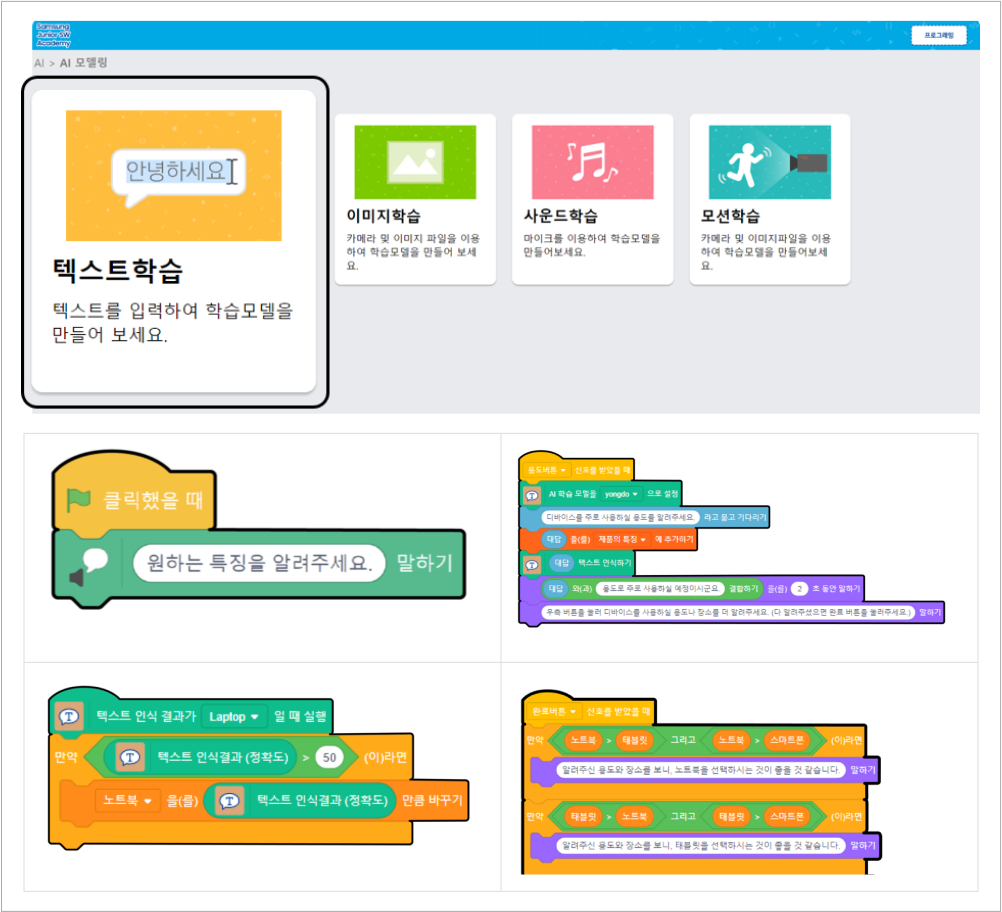 Samsung
Junior SW
Academy
프로그래밍
AI > AI 모델링
안녕하세요
텍스트학습
텍스트를 입력하여 학습모델을
만들어 보세요.
이미지학습
카메라 및 이미지 파일을 이용
하여 학습모델을 만들어 보세
요.
사운드학습
마이크를 이용하여 학습모델을
만들어보세요.
모션학습
카메라 및 이미지파일을 이용
하여 학습모델을 만들어보세
요.
클릭했을 때
원하는 특징을 알려주세요. 말하기
용도버튼 신호를 받았을 때
AI 학습 모델을 yongdo 으로 설정
디바이스를 주로 사용하실 용도를 알려주세요. 라고 묻고 기다리기
대답 을(를) 제품의 특징 에 추가하기
대답 텍스트 인식하기
대답 와(과) 용도로 주로 사용하실 예정이시군요. 결합하기 을(를) 2 초 동안 말하기
우측 버튼을 눌러 디바이스를 사용하실 용도나 장소를 더 알려주세요. (다 알려주셨으면 완료 버튼을 눌러주세요.) 말하기
텍스트 인식 결과가 Laptop 일 때 실행
만약 텍스트 인식결과 (정확도) > 50 (이)라면
노트북 을(를) 텍스트 인식결과 (정확도) 만큼 바꾸기
완료버튼 신호를 받았을 때
만약 노트북 > 태블릿 그리고 노트북 > 스마트폰 (이)라면
알려주신 용도와 장소를 보니, 노트북을 선택하시는 것이 좋을 것 같습니다. 말하기
만약 태블릿 > 노트북 그리고 태블릿 > 스마트폰 (이)라면
알려주신 용도와 장소를 보니, 태블릿을 선택하시는 것이 좋을 것 같습니다. 말하기